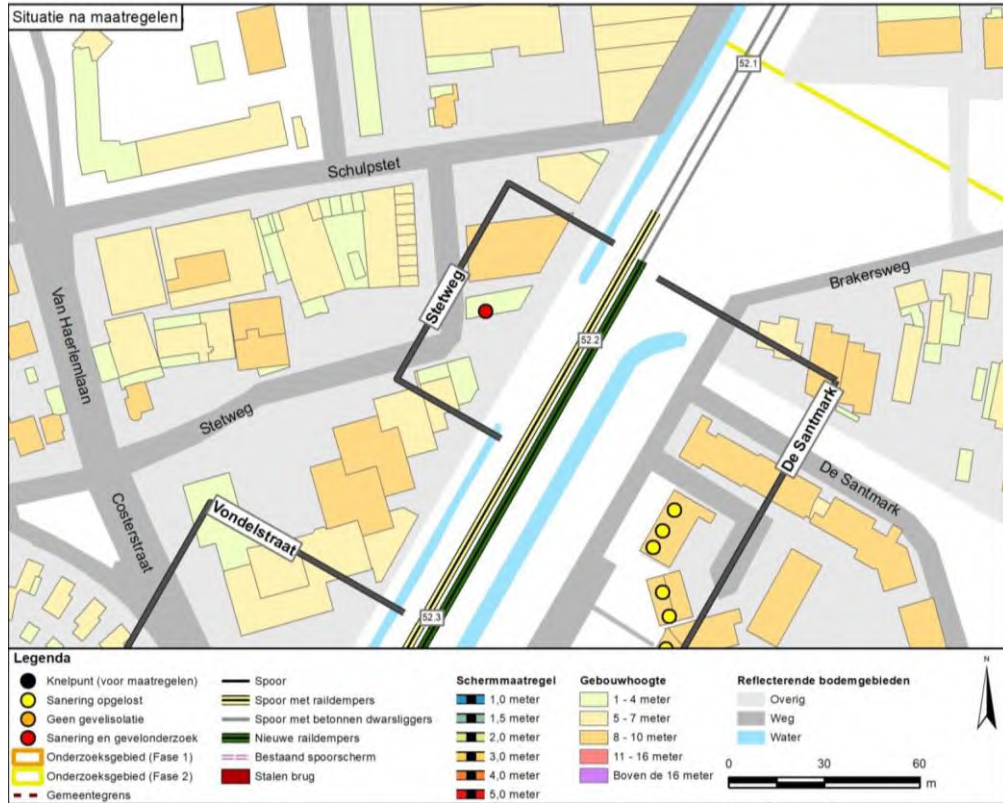 Situatie na maatregelen
52.1
Schulpstet
Stetweg
Brakersweg
Van Haerlemlaan
52.2
De Santmark
Stetweg
De Santmark
Vondelstraat
Costerstraat
52.3
Legenda
Knelpunt (voor maatregelen)
Sanering opgelost
Geen gevelisolatie
Sanering en gevelonderzoek
Onderzoeksgebied (Fase 1)
Onderzoeksgebied (Fase 2)
Gemeentegrens
Spoor
Spoor met raildempers
Spoor met betonnen dwarsliggers
Nieuwe raildempers
Bestaand spoorscherm
Stalen brug
Schermmaatregel
1,0 meter
1,5 meter
2,0 meter
3,0 meter
4,0 meter
5,0 meter
Gebouwhoogte
1 - 4 meter
5 - 7 meter
8 - 10 meter
11 - 16 meter
Boven de 16 meter
Reflecterende bodemgebieden
Overig
Weg
Water
N
0 30 60
m